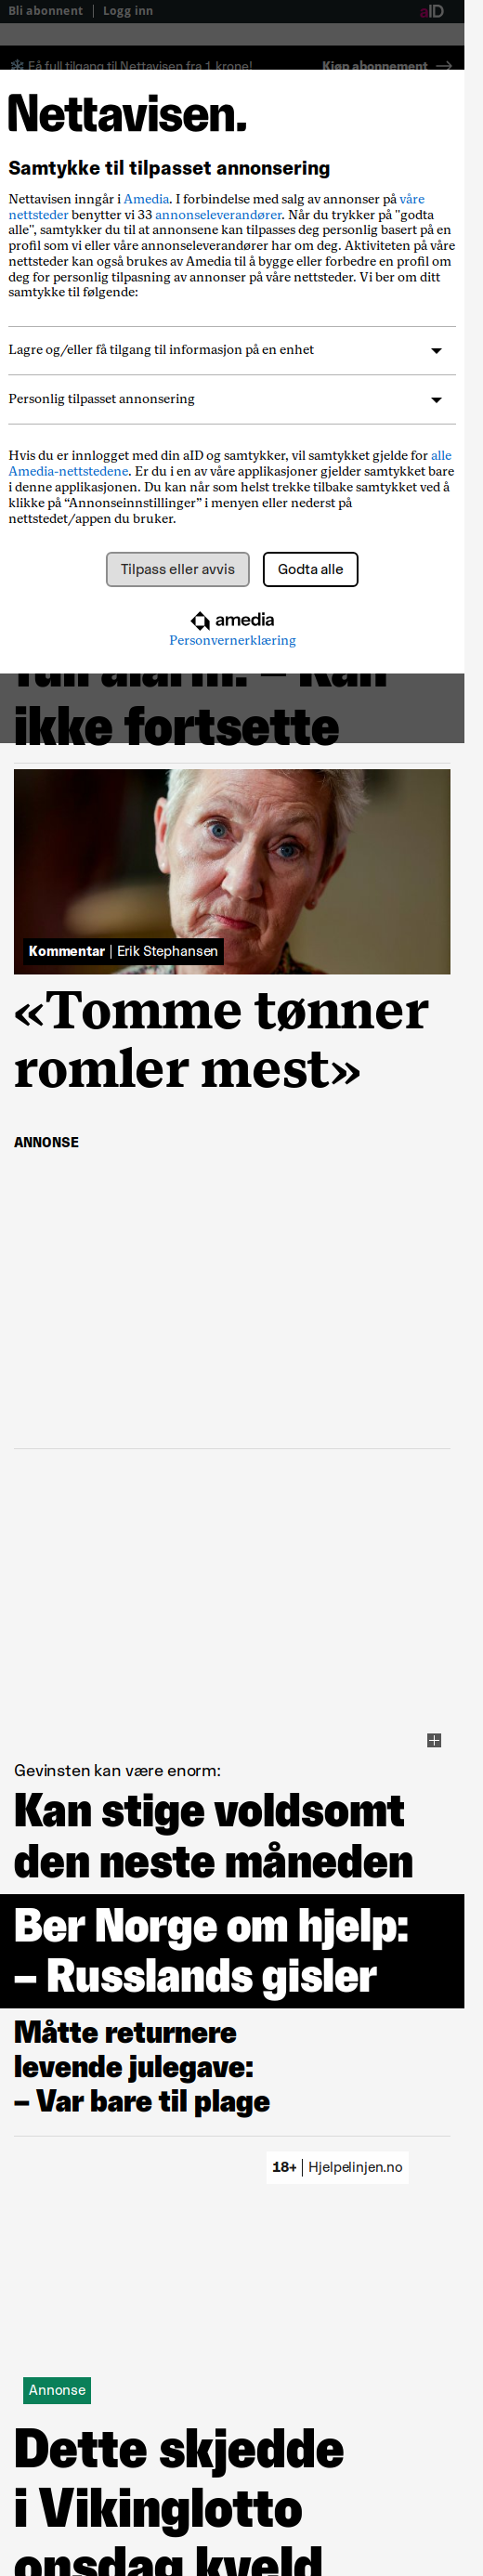 Bli abonnent | Logg inn
aID
Få full tilgang til Nettavisen fra 1 krone!
Kjøp abonnement →
Nettavisen.
Samtykke til tilpasset annonsering
Nettavisen inngår i Amedia. I forbindelse med salg av annonser på våre
nettsteder benytter vi 33 annonseleverandører. Når du trykker på "godta
alle", samtykker du til at annonsene kan tilpasses deg personlig basert på en
profil som vi eller våre annonseleverandører har om deg. Aktiviteten på våre
nettsteder kan også brukes av Amedia til å bygge eller forbedre en profil om
deg for personlig tilpasning av annonser på våre nettsteder. Vi ber om ditt
samtykke til følgende:
Lagre og/eller få tilgang til informasjon på en enhet
Personlig tilpasset annonsering
Hvis du er innlogget med din aID og samtykker, vil samtykket gjelde for alle
Amedia-nettstedene. Er du i en av våre applikasjoner gjelder samtykket bare
i denne applikasjonen. Du kan når som helst trekke tilbake samtykket ved å
klikke på “Annonseinnstillinger” i menyen eller nederst på
nettstedet/appen du bruker.
Tilpass eller avvis
Godta alle
amedia
Personvernerklæring
full alarm: – Kan
ikke fortsette
Kommentar | Erik Stephansen
«Tomme tønner
romler mest»
ANNONSE
Gevinsten kan være enorm:
Kan stige voldsomt
den neste måneden
Ber Norge om hjelp:
– Russlands gisler
Måtte returnere
levende julegave:
– Var bare til plage
18+ | Hjelpelinjen.no
Annonse
Dette skjedde
i Vikinglotto
onsdag kveld